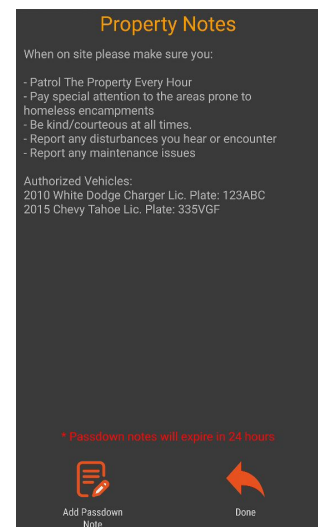 Property Notes
When on site please make sure you:
- Patrol The Property Every Hour
- Pay special attention to the areas prone to
homeless encampments
- Be kind/courteous at all times.
- Report any disturbances you hear or encounter
- Report any maintenance issues
Authorized Vehicles:
2010 White Dodge Charger Lic. Plate: 123ABC
2015 Chevy Tahoe Lic. Plate: 335VGF
* Passdown notes will expire in 24 hours
Add Passdown
Note
Done